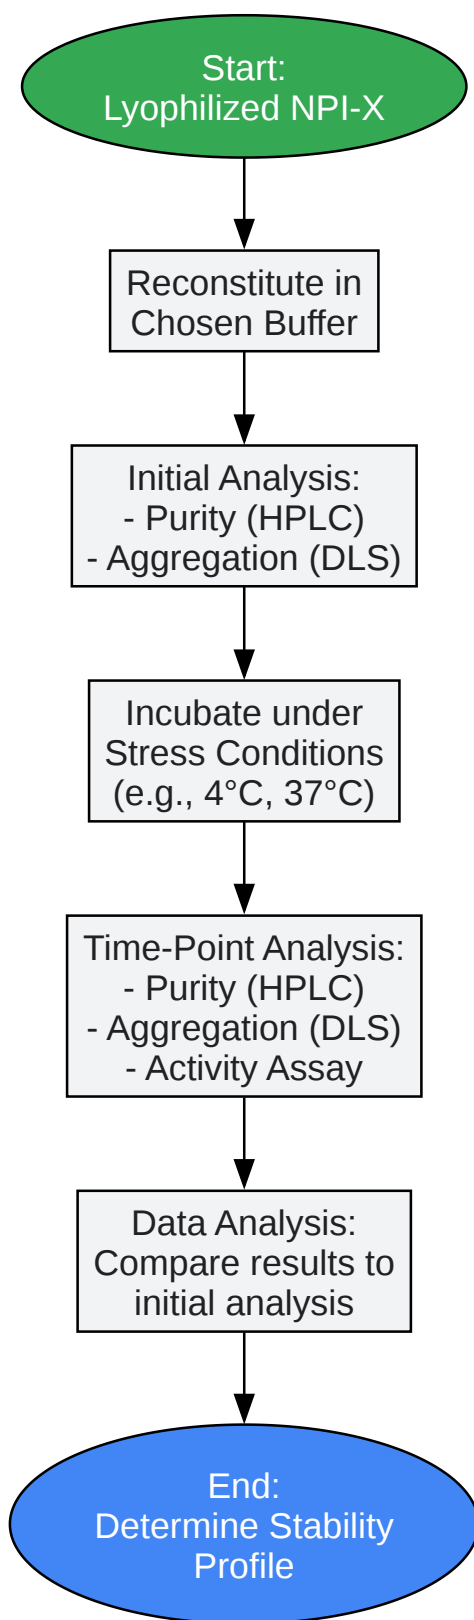 Start:
Lyophilized NPI-X
Reconstitute in
Chosen Buffer
Initial Analysis:
- Purity (HPLC)
- Aggregation (DLS)
Incubate under
Stress Conditions
(e.g., 4°C, 37°C)
Time-Point Analysis:
- Purity (HPLC)
- Aggregation (DLS)
- Activity Assay
Data Analysis:
Compare results to
initial analysis
End:
Determine Stability
Profile